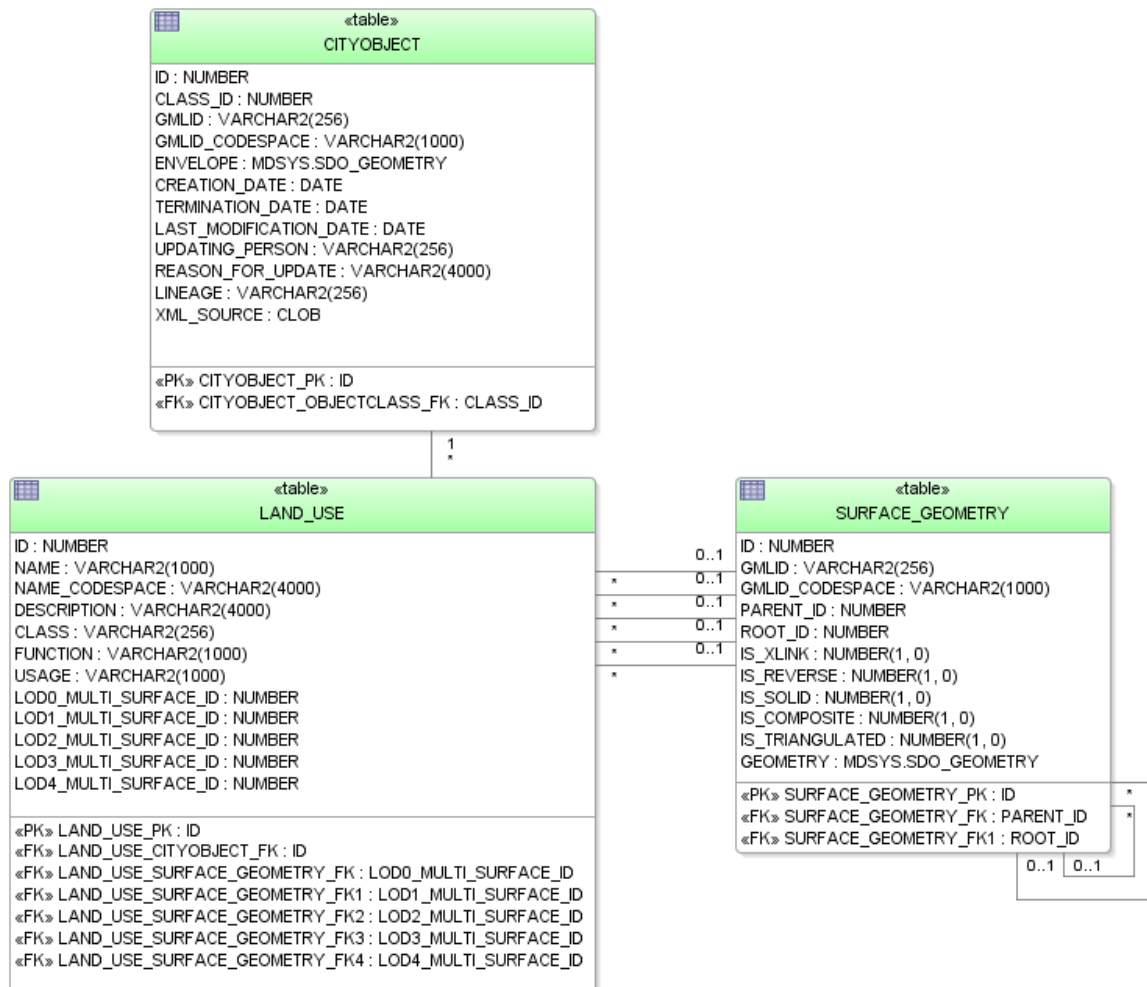 «table»
CITYOBJECT
ID : NUMBER
CLASS_ID : NUMBER
GMLID : VARCHAR2(256)
GMLID_CODESPACE : VARCHAR2(1000)
ENVELOPE : MDSYS.SDO_GEOMETRY
CREATION_DATE : DATE
TERMINATION_DATE : DATE
LAST_MODIFICATION_DATE : DATE
UPDATING_PERSON : VARCHAR2(256)
REASON_FOR_UPDATE : VARCHAR2(4000)
LINEAGE : VARCHAR2(256)
XML_SOURCE : CLOB
«PK» CITYOBJECT_PK : ID
«FK» CITYOBJECT_OBJECTCLASS_FK : CLASS_ID
1
*
«table»
LAND_USE
ID : NUMBER
NAME : VARCHAR2(1000)
NAME_CODESPACE : VARCHAR2(4000)
DESCRIPTION : VARCHAR2(4000)
CLASS : VARCHAR2(256)
FUNCTION : VARCHAR2(1000)
USAGE : VARCHAR2(1000)
LOD0_MULTI_SURFACE_ID : NUMBER
LOD1_MULTI_SURFACE_ID : NUMBER
LOD2_MULTI_SURFACE_ID : NUMBER
LOD3_MULTI_SURFACE_ID : NUMBER
LOD4_MULTI_SURFACE_ID : NUMBER
«PK» LAND_USE_PK : ID
«FK» LAND_USE_CITYOBJECT_FK : ID
«FK» LAND_USE_SURFACE_GEOMETRY_FK : LOD0_MULTI_SURFACE_ID
«FK» LAND_USE_SURFACE_GEOMETRY_FK1 : LOD1_MULTI_SURFACE_ID
«FK» LAND_USE_SURFACE_GEOMETRY_FK2 : LOD2_MULTI_SURFACE_ID
«FK» LAND_USE_SURFACE_GEOMETRY_FK3 : LOD3_MULTI_SURFACE_ID
«FK» LAND_USE_SURFACE_GEOMETRY_FK4 : LOD4_MULTI_SURFACE_ID
0..1
* 0..1
* 0..1
* 0..1
* 0..1
*
«table»
SURFACE_GEOMETRY
ID : NUMBER
GMLID : VARCHAR2(256)
GMLID_CODESPACE : VARCHAR2(1000)
PARENT_ID : NUMBER
ROOT_ID : NUMBER
IS_XLINK : NUMBER(1, 0)
IS_REVERSE : NUMBER(1, 0)
IS_SOLID : NUMBER(1, 0)
IS_COMPOSITE : NUMBER(1, 0)
IS_TRIANGULATED : NUMBER(1, 0)
GEOMETRY : MDSYS.SDO_GEOMETRY
«PK» SURFACE_GEOMETRY_PK : ID
«FK» SURFACE_GEOMETRY_FK : PARENT_ID
«FK» SURFACE_GEOMETRY_FK1 : ROOT_ID
*
*
0..1 0..1